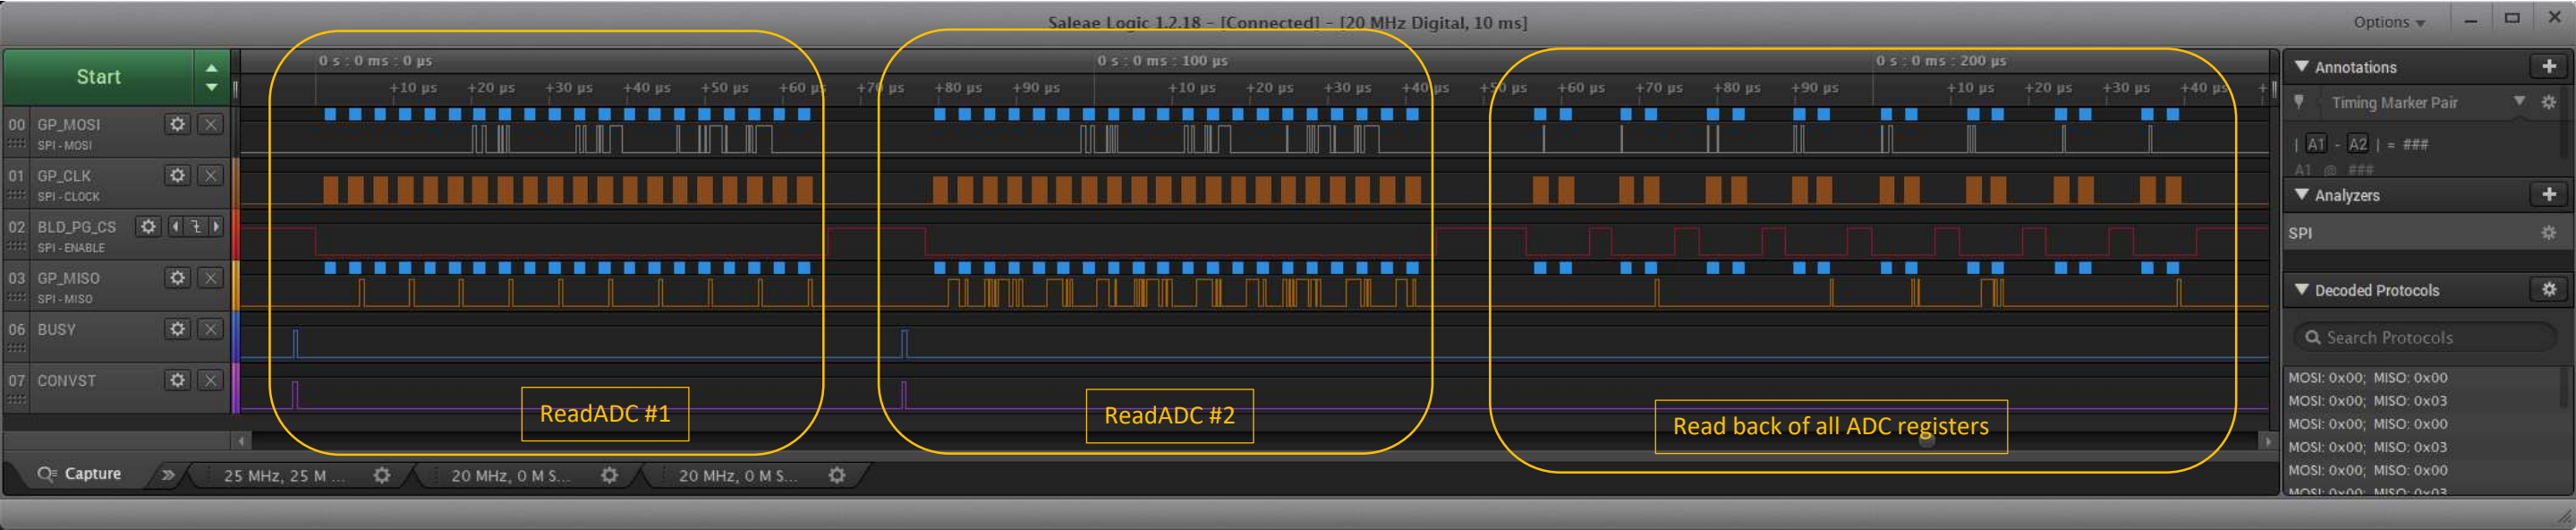 Saleae Logic 1.2.18 - [Connected] - [20 MHz Digital, 10 ms]
Options
Start
0 s : 0 ms : 0 µs
0 s : 0 ms : 100 µs
0 s : 0 ms : 200 µs
+10 µs +20 µs +30 µs +40 µs +50 µs +60 µs +70 µs +80 µs +90 µs
+10 µs +20 µs +30 µs +40 µs +50 µs +60 µs +70 µs +80 µs +90 µs
+10 µs +20 µs +30 µs +40 µs +
00 GP_MOSI
SPI - MOSI
01 GP_CLK
SPI - CLOCK
02 BLD_PG_CS
SPI - ENABLE
03 GP_MISO
SPI - MISO
06 BUSY
07 CONVST
ReadADC #1
ReadADC #2
Read back of all ADC registers
Capture
25 MHz, 25 M ...
20 MHz, 0 M S...
20 MHz, 0 M S...
Annotations
Timing Marker Pair
| A1 - A2 | = ###
A1 @ ###
Analyzers
SPI
Decoded Protocols
Search Protocols
MOSI: 0x00; MISO: 0x00
MOSI: 0x00; MISO: 0x03
MOSI: 0x00; MISO: 0x00
MOSI: 0x00; MISO: 0x03
MOSI: 0x00; MISO: 0x00
MOSI: 0x00; MISO: 0x03